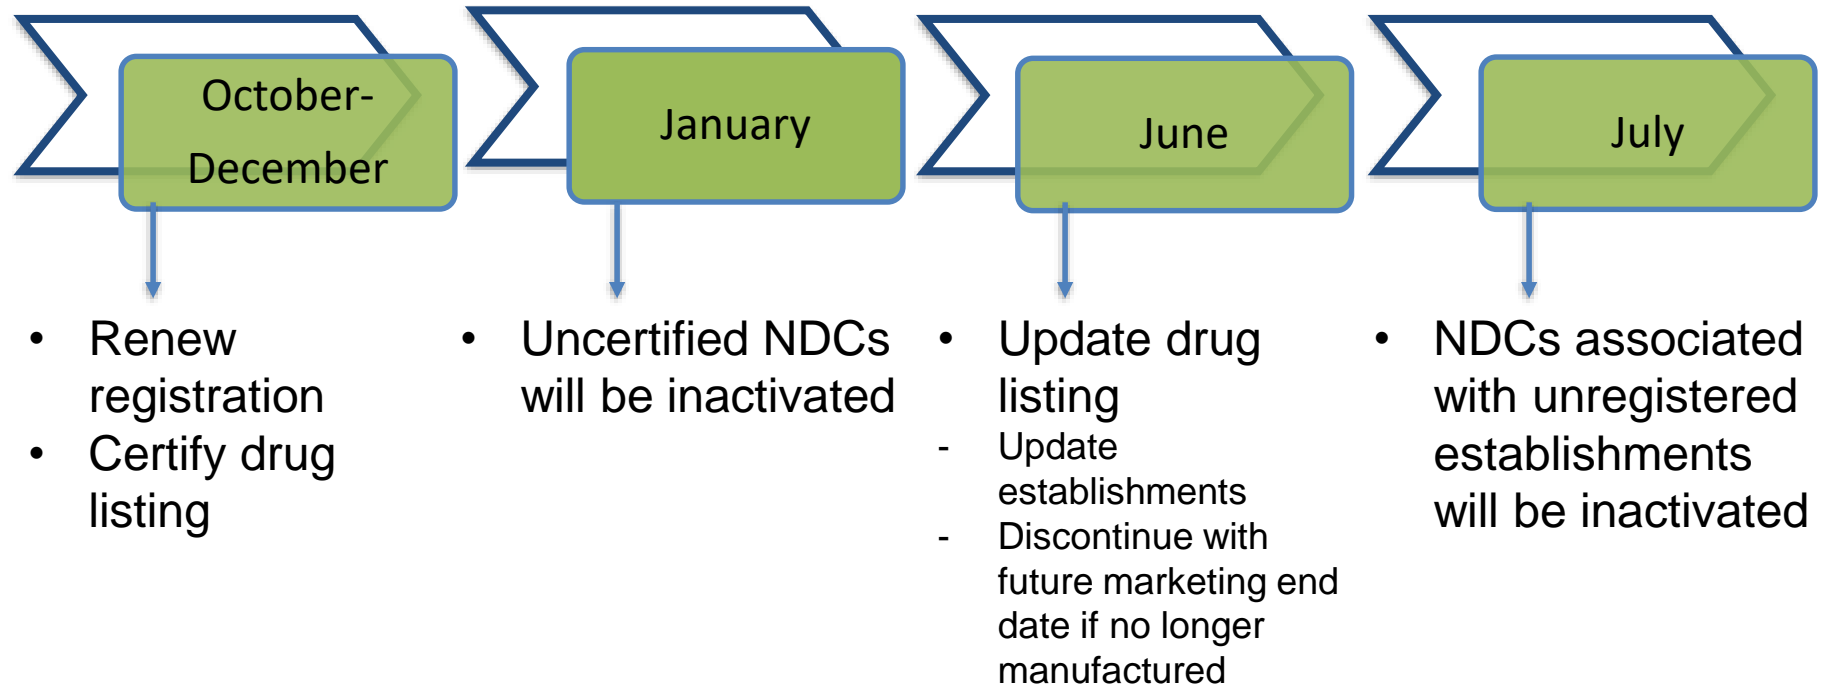 October-
December
January
June
July
• Renew
registration
• Certify drug
listing
• Uncertified NDCs
will be inactivated
• Update drug
listing
- Update
establishments
- Discontinue with
future marketing end
date if no longer
manufactured
• NDCs associated
with unregistered
establishments
will be inactivated